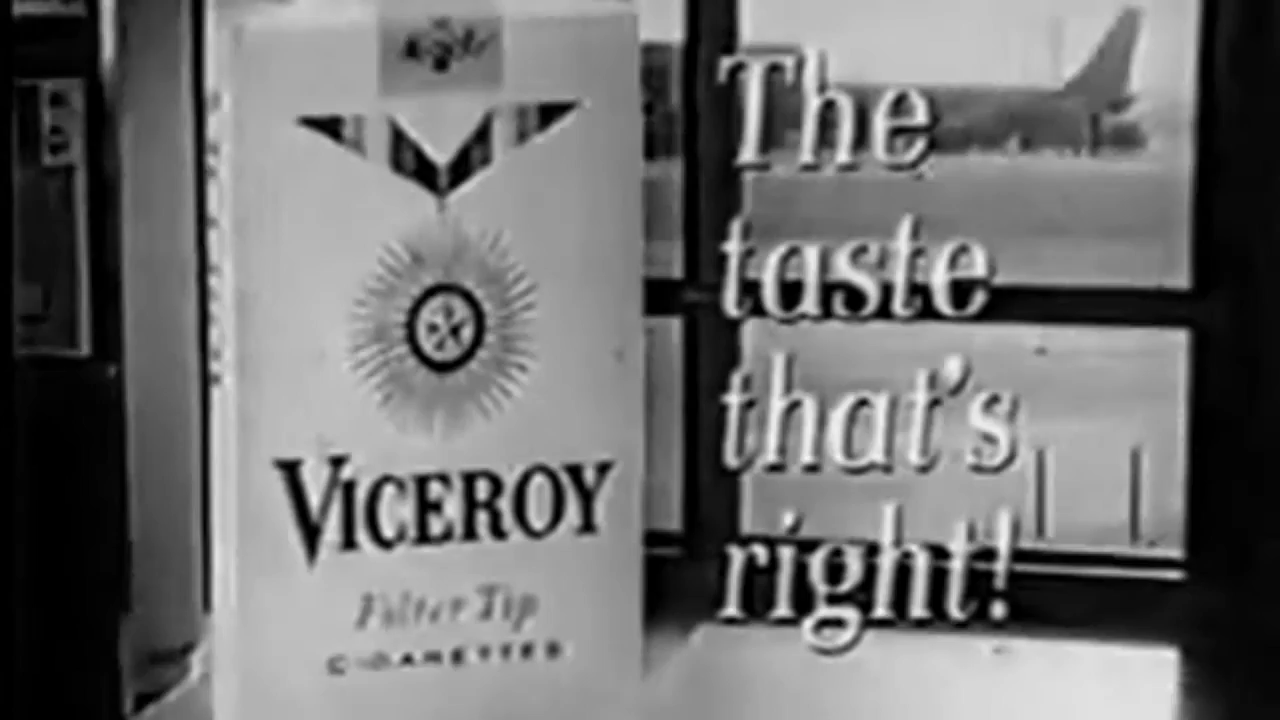 VICEROY
Filter Tip
CIGARETTES
The
taste
that's
right!